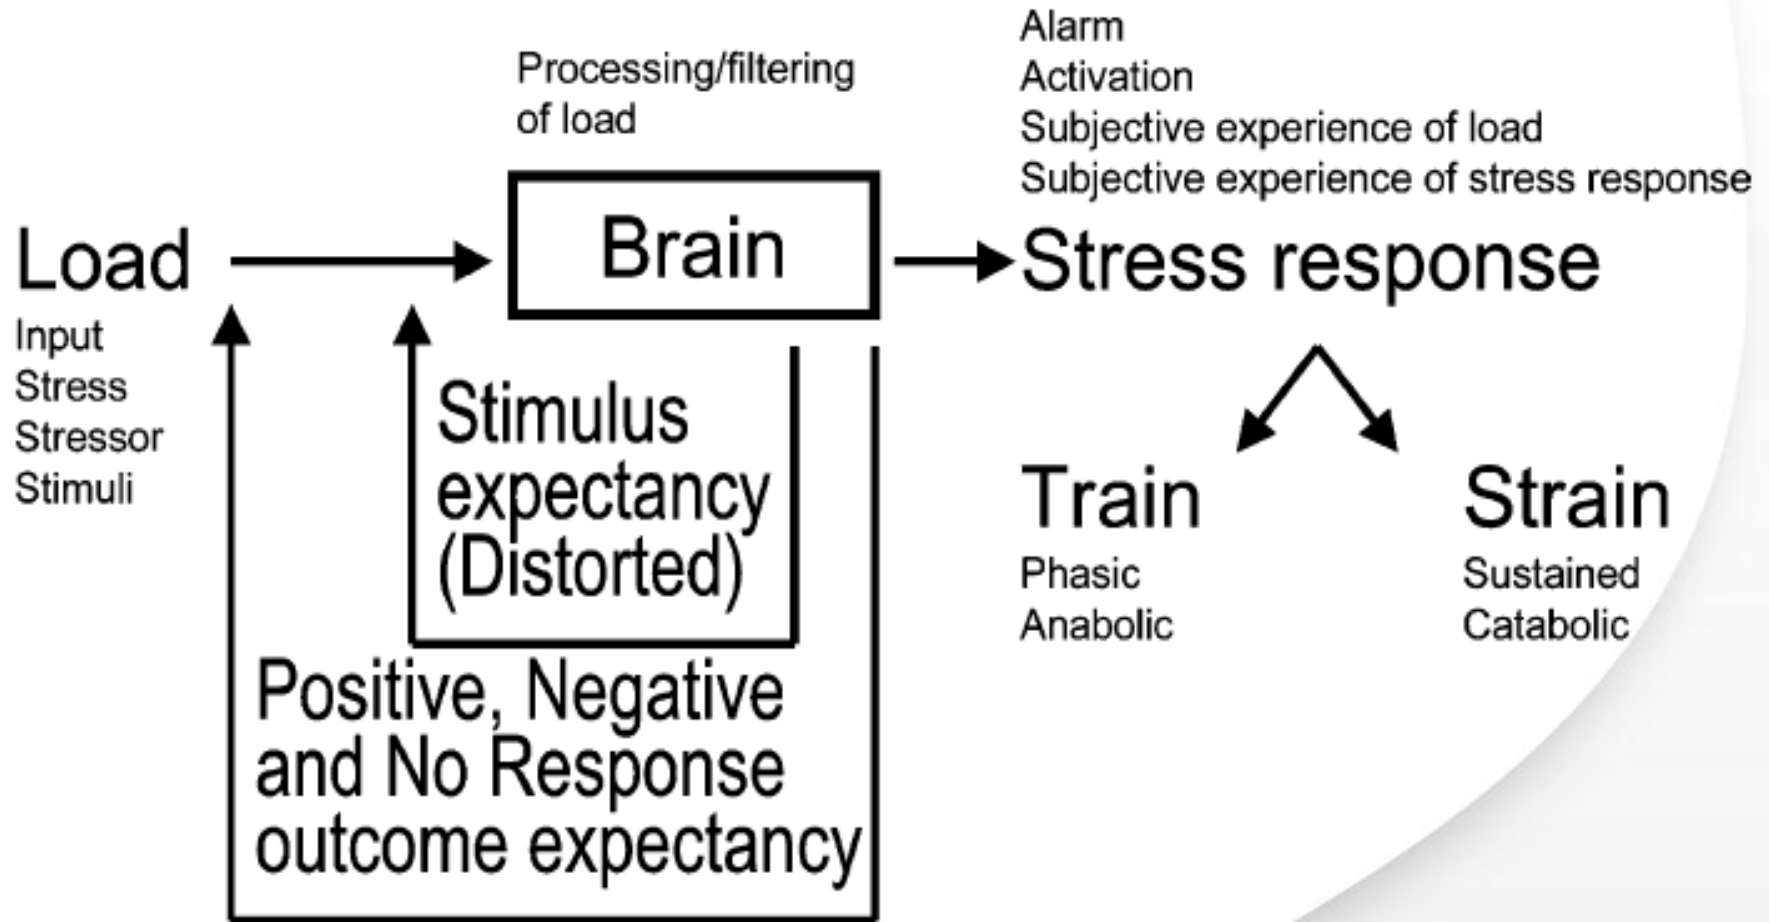 Processing/filtering
of load
Alarm
Activation
Subjective experience of load
Subjective experience of stress response
Load
Brain
Stress response
Input
Stress
Stressor
Stimuli
Stimulus
expectancy
(Distorted)
Train
Phasic
Anabolic
Strain
Sustained
Catabolic
Positive, Negative
and No Response
outcome expectancy